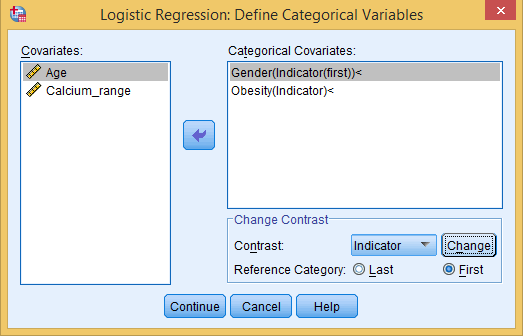 Logistic Regression: Define Categorical Variables
Covariates:
Age
Calcium_range
Categorical Covariates:
Gender(Indicator(first))<
Obesity(Indicator)<
Change Contrast
Contrast: Indicator Change
Reference Category: Last First
Continue Cancel Help